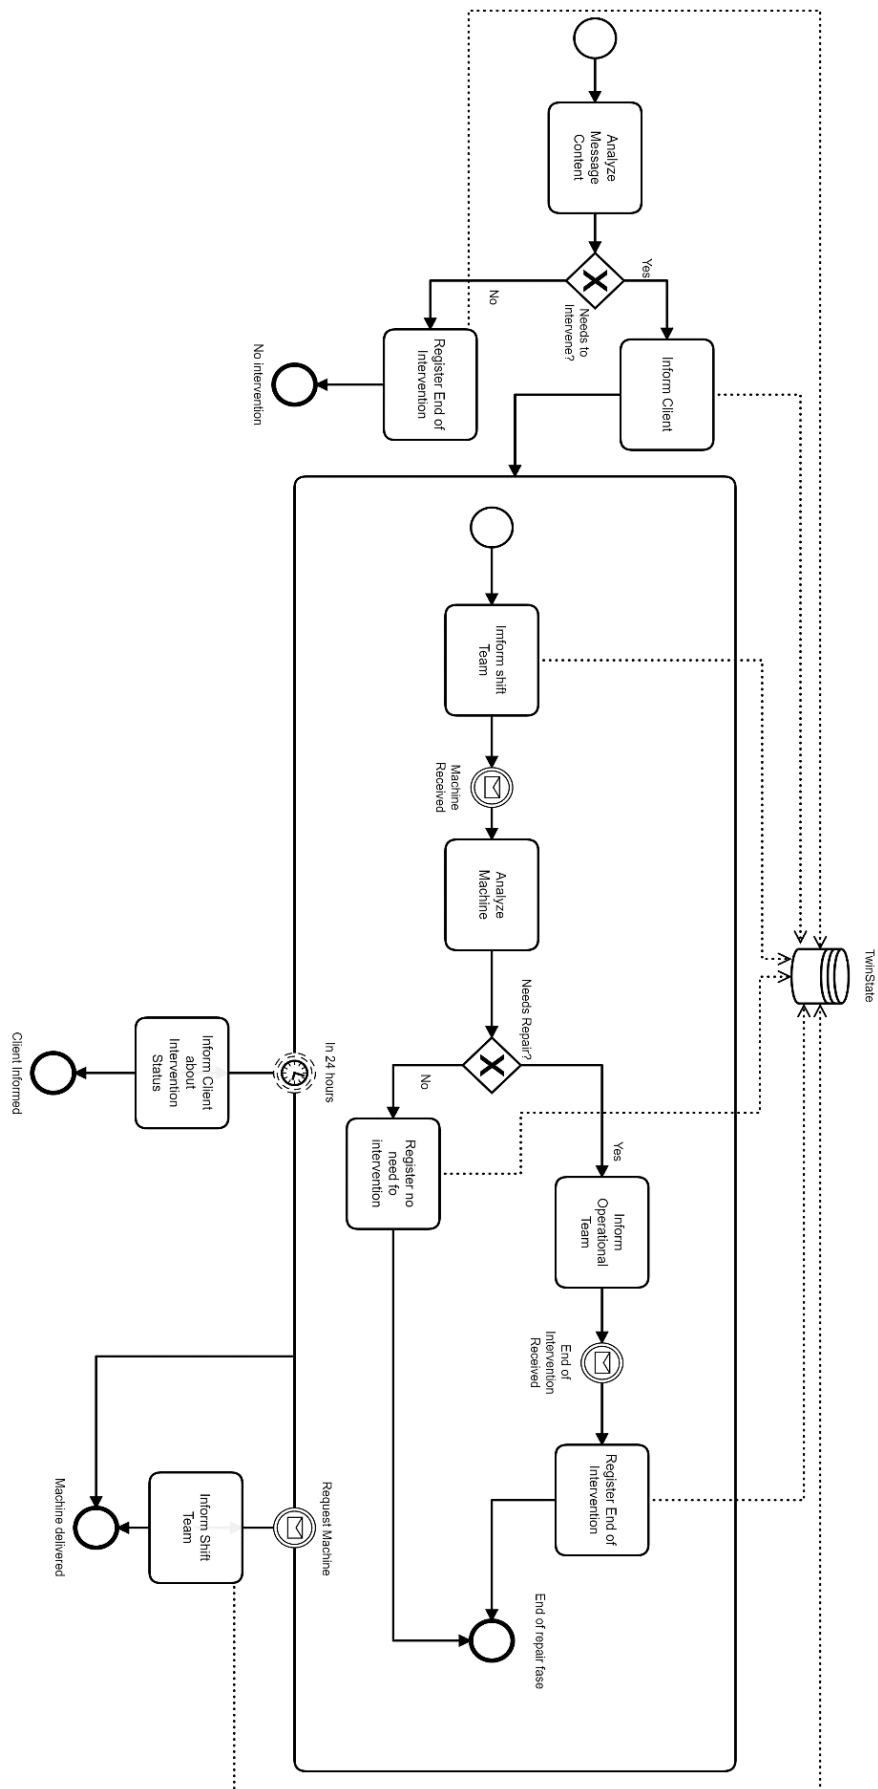 TwinState
Analyze
Message
Content
Yes
Needs to
Intervene?
No
Inform Client
Register End of
Intervention
No intervention
Imform shift
Team
Machine
Received
Analyze
Machine
Needs Repair?
Yes
No
Inform
Operational
Team
End of
Intervention
Received
Register End of
Intervention
Register no
need fo
intervention
End of repair fase
In 24 hours
Inform Client
about
Intervention
Status
Client Informed
Request Machine
Inform Shift
Team
Machine delivered